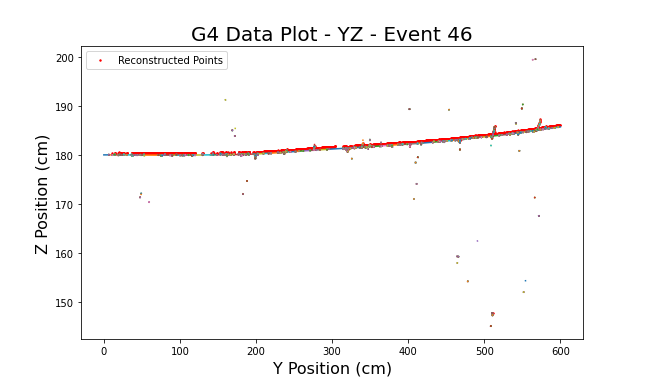 G4 Data Plot - YZ - Event 46
Reconstructed Points
Z Position (cm)
200
190
180
170
160
150
0 100 200 300 400 500 600
Y Position (cm)